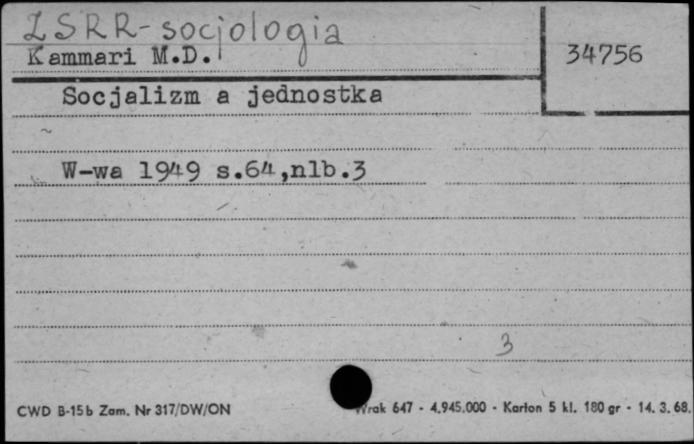 ZSRR-socjologia
Kammari M.D.
34756
Socjalizm a jednostka
W-wa 1949 s.64,nlb.3
3
CWD B-15b Zam. Nr 317/DW/ON
Wrak 647 - 4.945.000 - Karton 5 kl. 180 gr - 14. 3. 68.